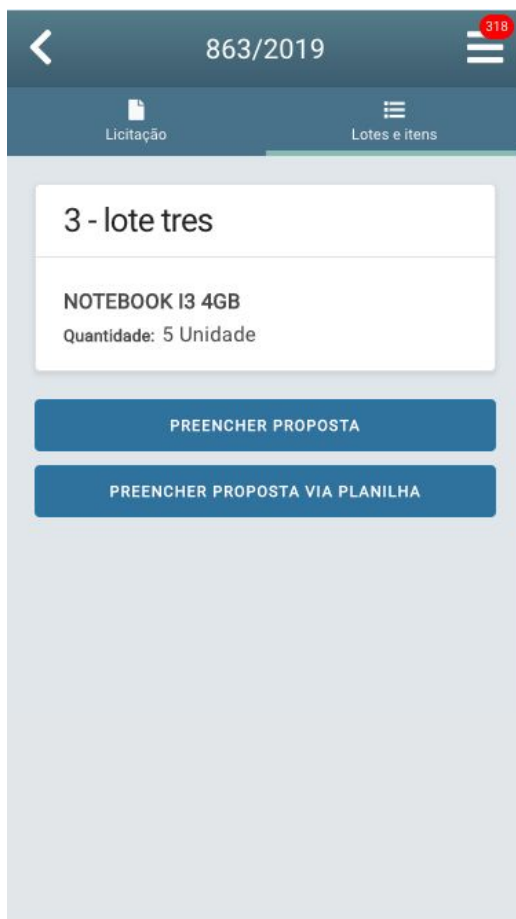 863/2019
318
Licitação
Lotes e itens
3 - lote tres
NOTEBOOK I3 4GB
Quantidade: 5 Unidade
PREENCHER PROPOSTA
PREENCHER PROPOSTA VIA PLANILHA